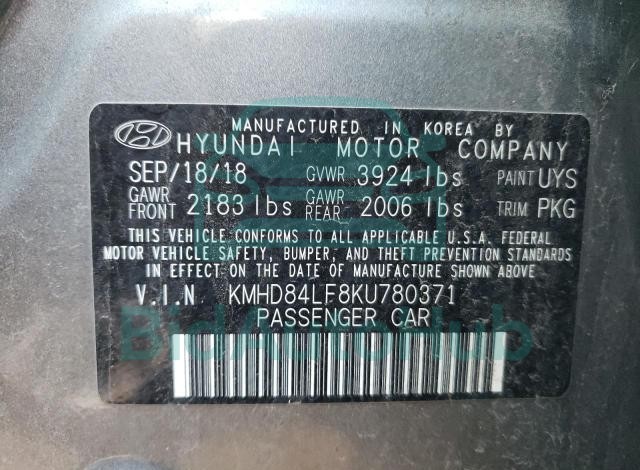 MANUFACTURED IN KOREA BY
HYUNDAI MOTOR COMPANY
SEP/18/18 GVWR 3924 lbs PAINT UYS
GAWR FRONT 2183 lbs GAWR REAR 2006 lbs TRIM PKG
THIS VEHICLE CONFORMS TO ALL APPLICABLE U.S.A. FEDERAL
MOTOR VEHICLE SAFETY, BUMPER, AND THEFT PREVENTION STANDARDS
IN EFFECT ON THE DATE OF MANUFACTURE SHOWN ABOVE.
V.I.N KMHD84LF8KU780371
PASSENGER CAR
BidAutoHub